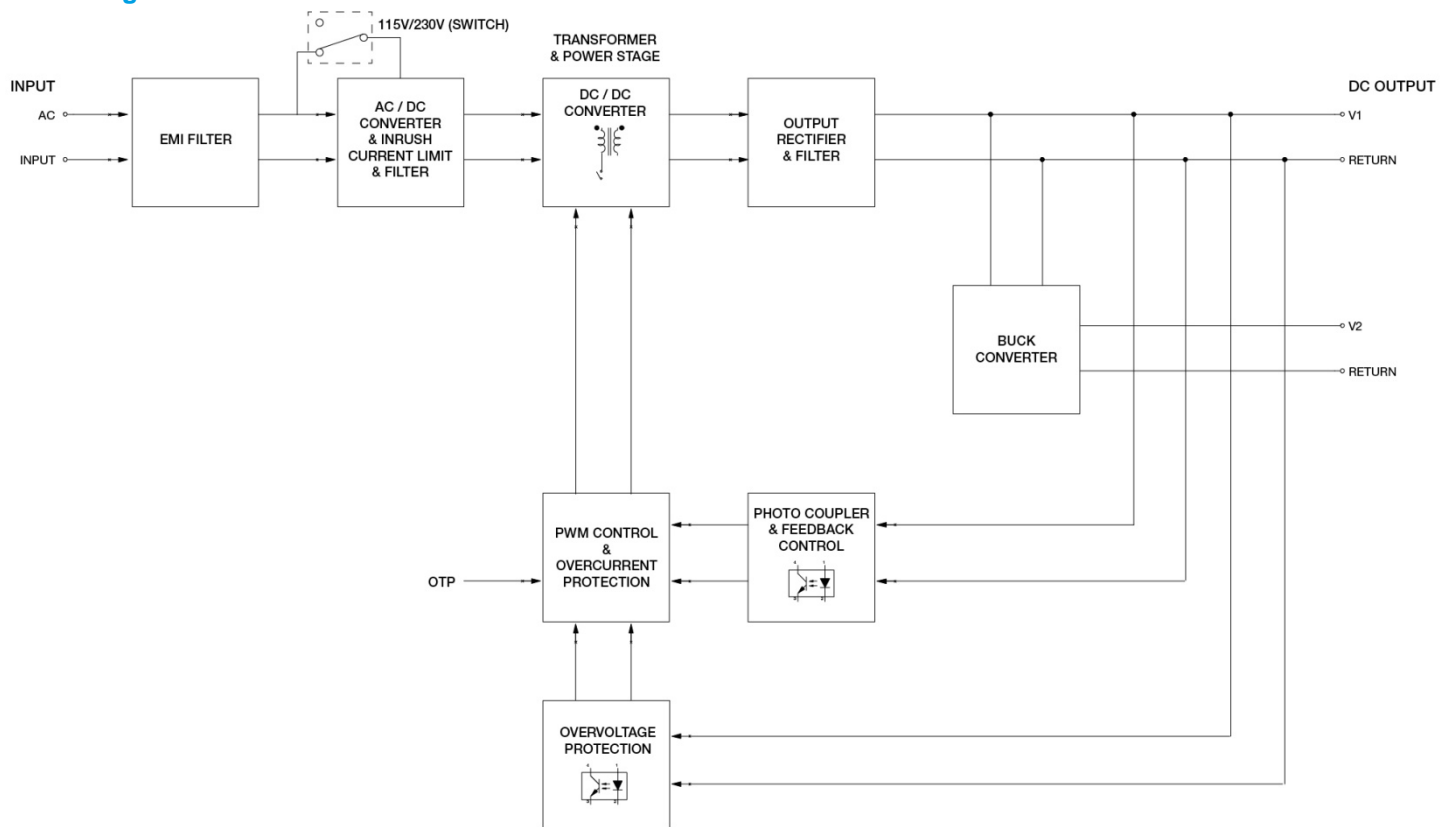 115V/230V (SWITCH)
TRANSFORMER
& POWER STAGE
INPUT
DC OUTPUT
AC
INPUT
EMI FILTER
AC / DC
CONVERTER
& INRUSH
CURRENT LIMIT
& FILTER
DC / DC
CONVERTER
OUTPUT
RECTIFIER
& FILTER
V1
RETURN
BUCK
CONVERTER
V2
RETURN
PWM CONTROL
&
OVERCURRENT
PROTECTION
PHOTO COUPLER
& FEEDBACK
CONTROL
OTP
OVERVOLTAGE
PROTECTION